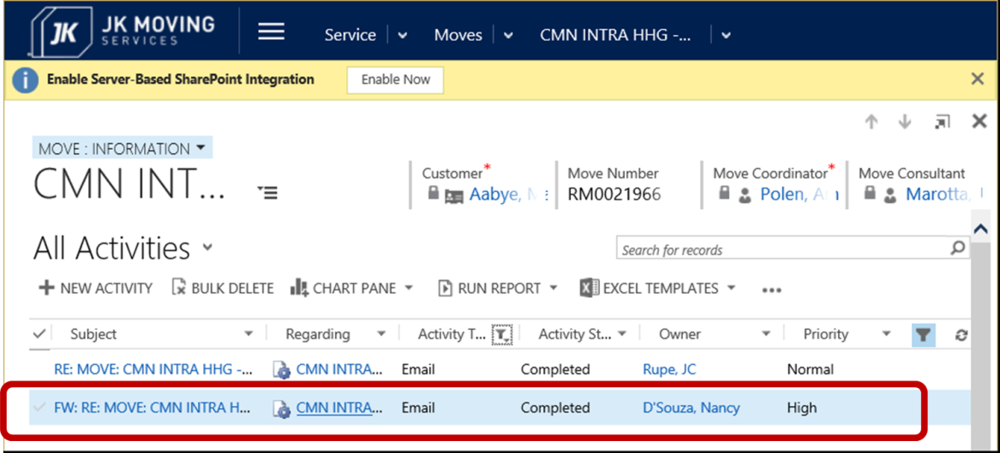 JK JK MOVING SERVICES
Service Moves CMN INTRA HHG -...
i Enable Server-Based SharePoint Integration Enable Now
MOVE : INFORMATION
CMN INT...
Customer* Move Number Move Coordinator* Move Consultant
Aabye, RM0021966 Polen, Marotta,
All Activities
Search for records
NEW ACTIVITY BULK DELETE CHART PANE RUN REPORT EXCEL TEMPLATES ...
Subject Regarding Activity T... Activity St... Owner Priority
RE: MOVE: CMN INTRA HHG -... CMN INTRA... Email Completed Rupe, JC Normal
FW: RE: MOVE: CMN INTRA H... CMN INTRA... Email Completed D'Souza, Nancy High